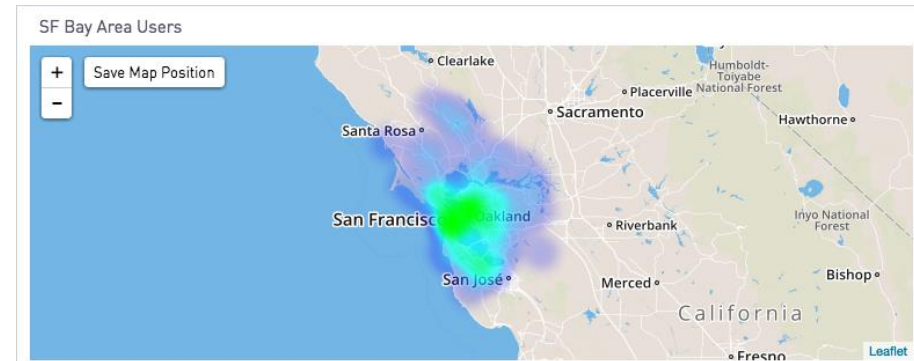 SF Bay Area Users
+
Save Map Position
−
Clearlake
Humboldt-
Toiyabe
National Forest
Placerville
Sacramento
Hawthorne
Santa Rosa
San Francisc
Oakland
Riverbank
Inyo National
Forest
San José
Merced
Bishop
California
Fresno
Leaflet